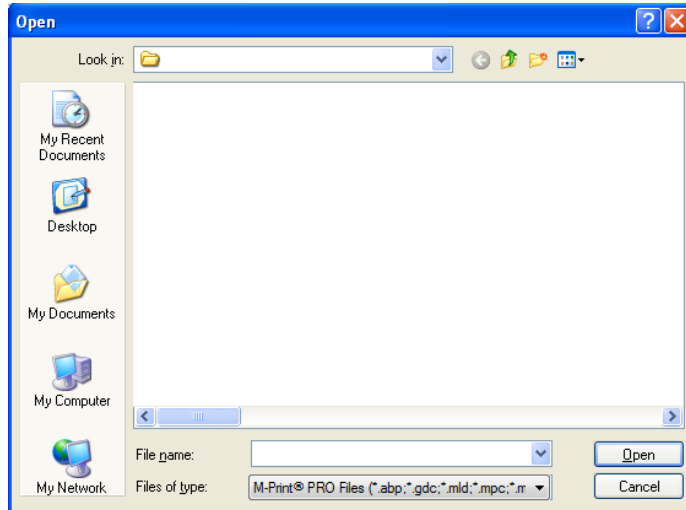 Open
Look in:
My Recent
Documents
Desktop
My Documents
My Computer
My Network
File name:
Open
Files of type:
M-Print® PRO Files (*.abp;*.gdc;*.mld;*.mpc;*.m
Cancel